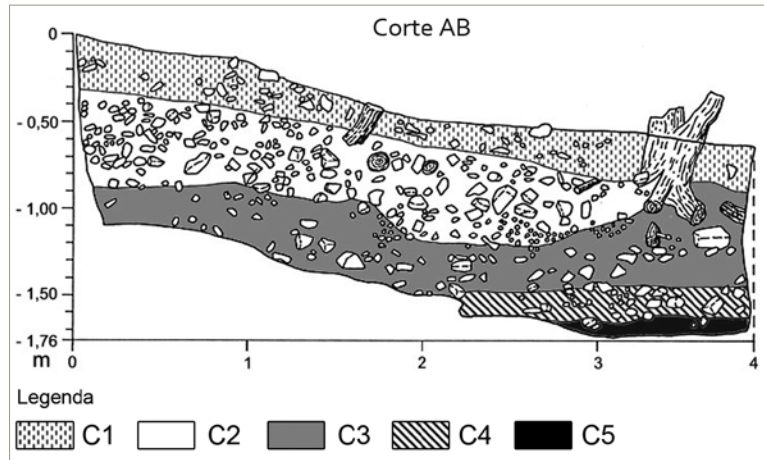 Corte AB
0
- 0,50
- 1,00
- 1,50
- 1,76
m
0 1 2 3 4
Legenda
C1 C2 C3 C4 C5